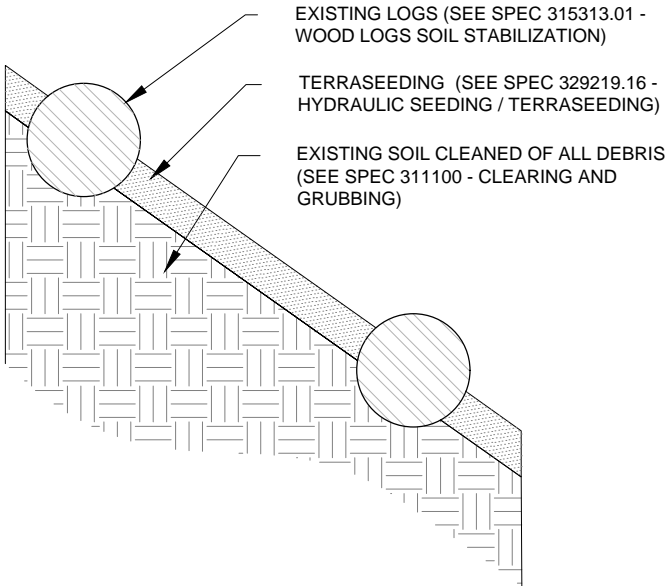 EXISTING LOGS (SEE SPEC 315313.01 -
WOOD LOGS SOIL STABILIZATION)
TERRASEEDING (SEE SPEC 329219.16 -
HYDRAULIC SEEDING / TERRASEEDING)
EXISTING SOIL CLEANED OF ALL DEBRIS
(SEE SPEC 311100 - CLEARING AND
GRUBBING)